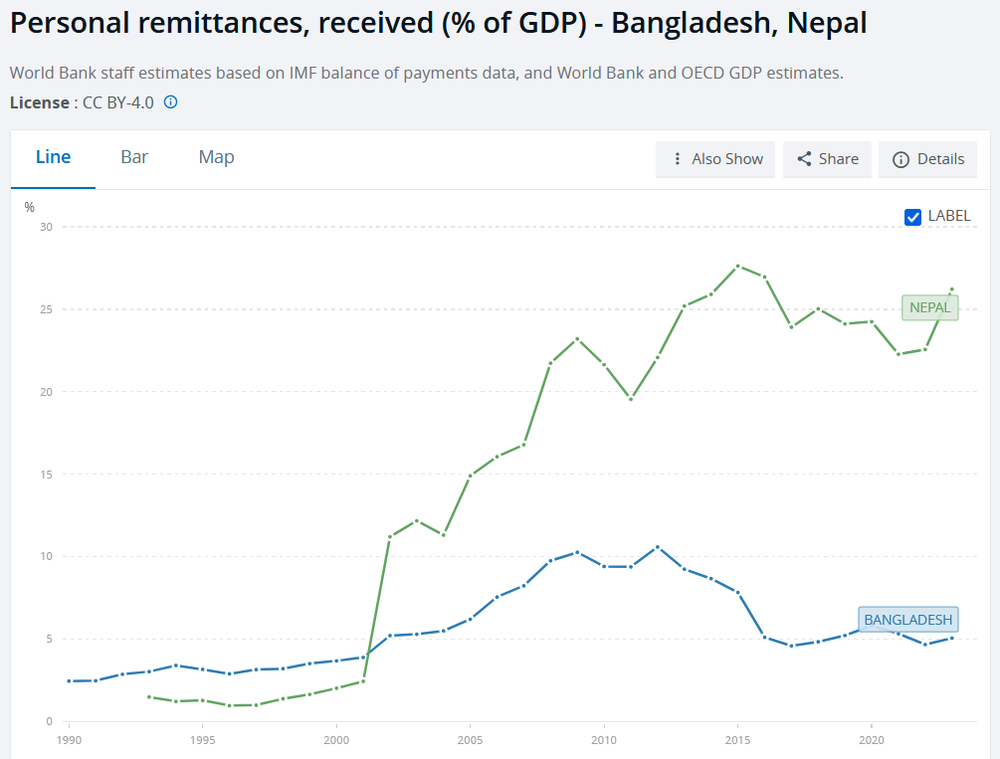 Personal remittances, received (% of GDP) - Bangladesh, Nepal
World Bank staff estimates based on IMF balance of payments data, and World Bank and OECD GDP estimates.
License : CC BY-4.0
Line Bar Map Also Show Share Details
%
LABEL
30
25
NEPAL
20
15
10
BANGLADESH
5
0
1990 1995 2000 2005 2010 2015 2020